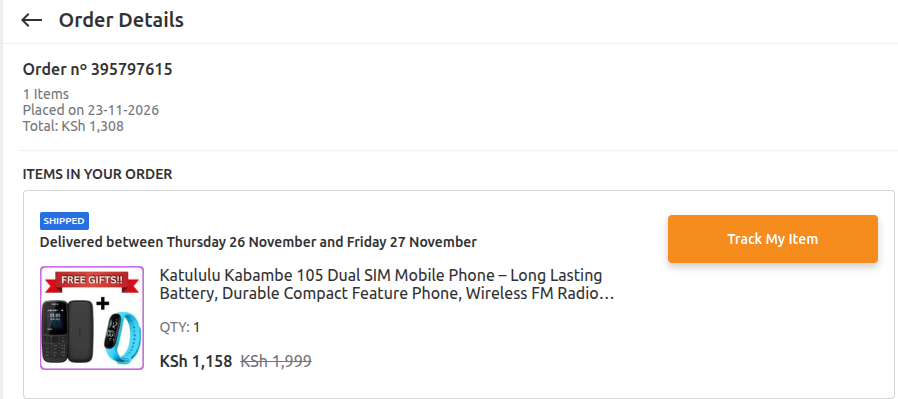 Order Details
Order nº 395797615
1 Items
Placed on 23-11-2026
Total: KSh 1,308
ITEMS IN YOUR ORDER
SHIPPED
Delivered between Thursday 26 November and Friday 27 November
Track My Item
FREE GIFTS!!
Katululu Kabambe 105 Dual SIM Mobile Phone – Long Lasting
Battery, Durable Compact Feature Phone, Wireless FM Radio…
QTY: 1
KSh 1,158 KSh 1,999